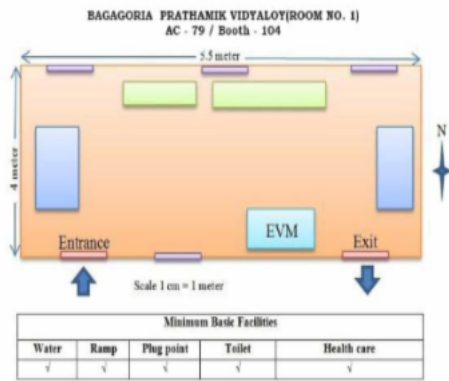 BAGAGORIA PRATHAMIK VIDYALOY(ROOM NO. 1)
AC - 79 / Booth - 104
5.5 meter
4 meter
N
EVM
Entrance
Exit
Scale 1 cm = 1 meter
Minimum Basic Facilities
Water Ramp Plug point Toilet Health care
√ √ √ √ √